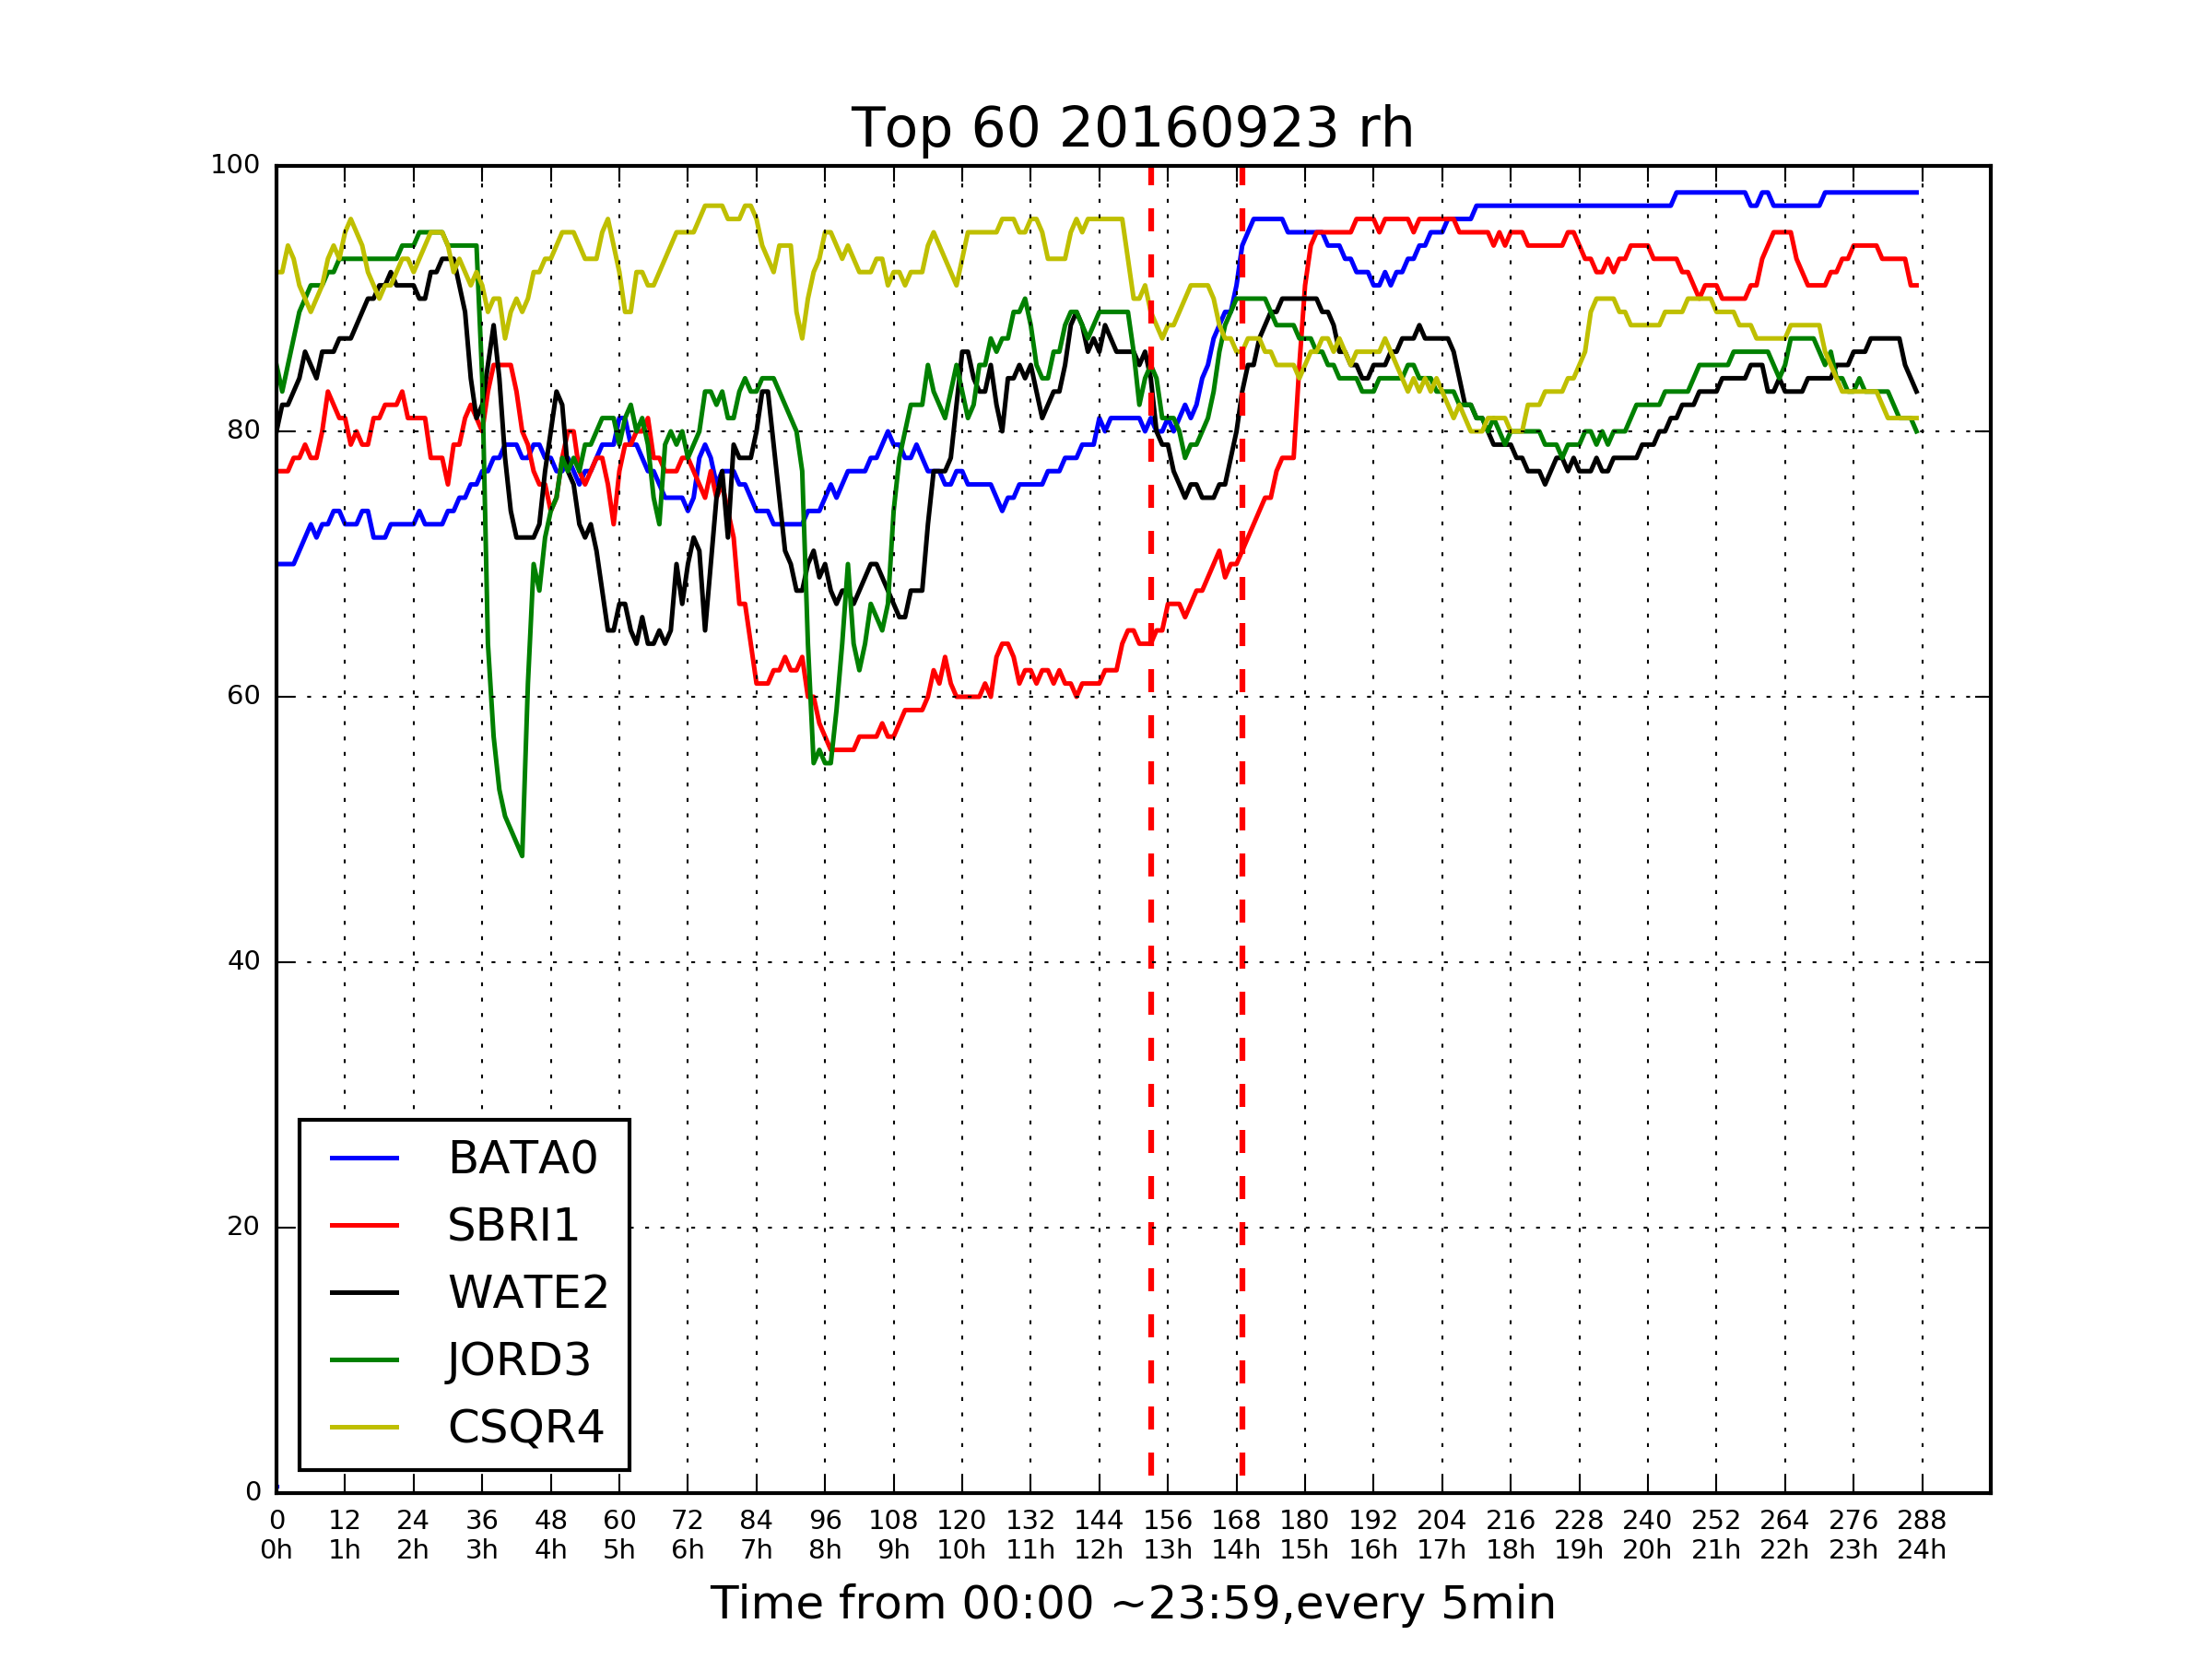 Top 60 20160923 rh
100
80
60
40
20
0
BATA0
SBRI1
WATE2
JORD3
CSQR4
0 12 24 36 48 60 72 84 96 108 120 132 144 156 168 180 192 204 216 228 240 252 264 276 288
0h 1h 2h 3h 4h 5h 6h 7h 8h 9h 10h 11h 12h 13h 14h 15h 16h 17h 18h 19h 20h 21h 22h 23h 24h
Time from 00:00 ~23:59,every 5min